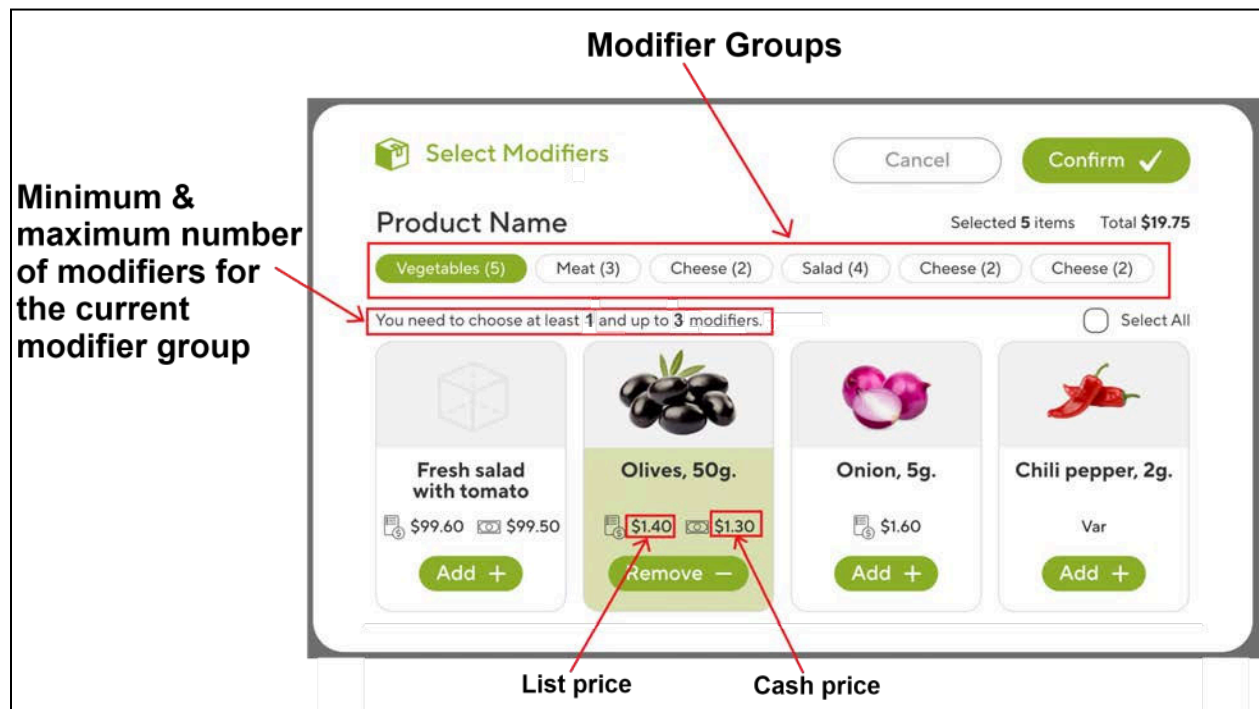 Modifier Groups
Select Modifiers
Cancel
Confirm
Minimum &
maximum number
of modifiers for
the current
modifier group
Product Name
Selected 5 items Total $19.75
Vegetables (5) Meat (3) Cheese (2) Salad (4) Cheese (2) Cheese (2)
You need to choose at least 1 and up to 3 modifiers.
Select All
Fresh salad
with tomato
$99.60 $99.50
Add +
Olives, 50g.
$1.40 $1.30
Remove −
Onion, 5g.
$1.60
Add +
Chili pepper, 2g.
Var
Add +
List price
Cash price